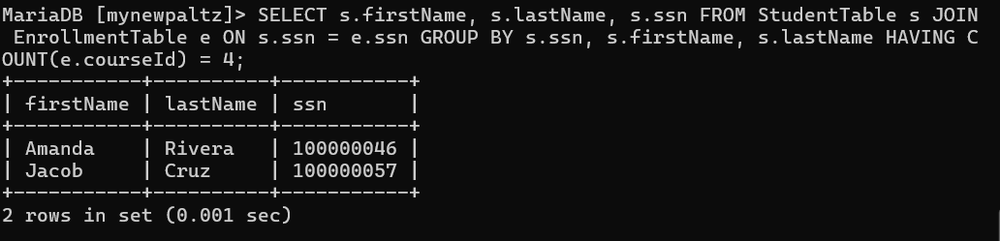 MariaDB [mynewpaltz]> SELECT s.firstName, s.lastName, s.ssn FROM StudentTable s JOIN
 EnrollmentTable e ON s.ssn = e.ssn GROUP BY s.ssn, s.firstName, s.lastName HAVING C
OUNT(e.courseId) = 4;
+-----------+----------+-----------+
| firstName | lastName | ssn       |
+-----------+----------+-----------+
| Amanda    | Rivera   | 100000046 |
| Jacob     | Cruz     | 100000057 |
+-----------+----------+-----------+
2 rows in set (0.001 sec)